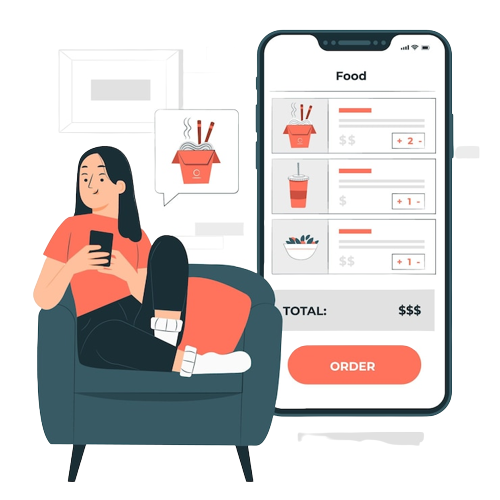 Food
$$
+ 2 -
$
+ 1 -
$$
+ 1 -
TOTAL: $$$
ORDER